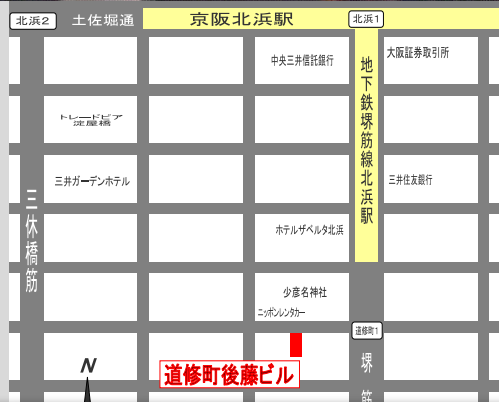 北浜2
土佐堀通
京阪北浜駅
北浜1
中央三井信託銀行
大阪証券取引所
地下鉄堺筋線北浜駅
トレードピア
淀屋橋
三井ガーデンホテル
三井住友銀行
三休橋筋
ホテルザベルタ北浜
少彦名神社
ニッポンレンタカー
道修町1
堺筋
N
道修町後藤ビル